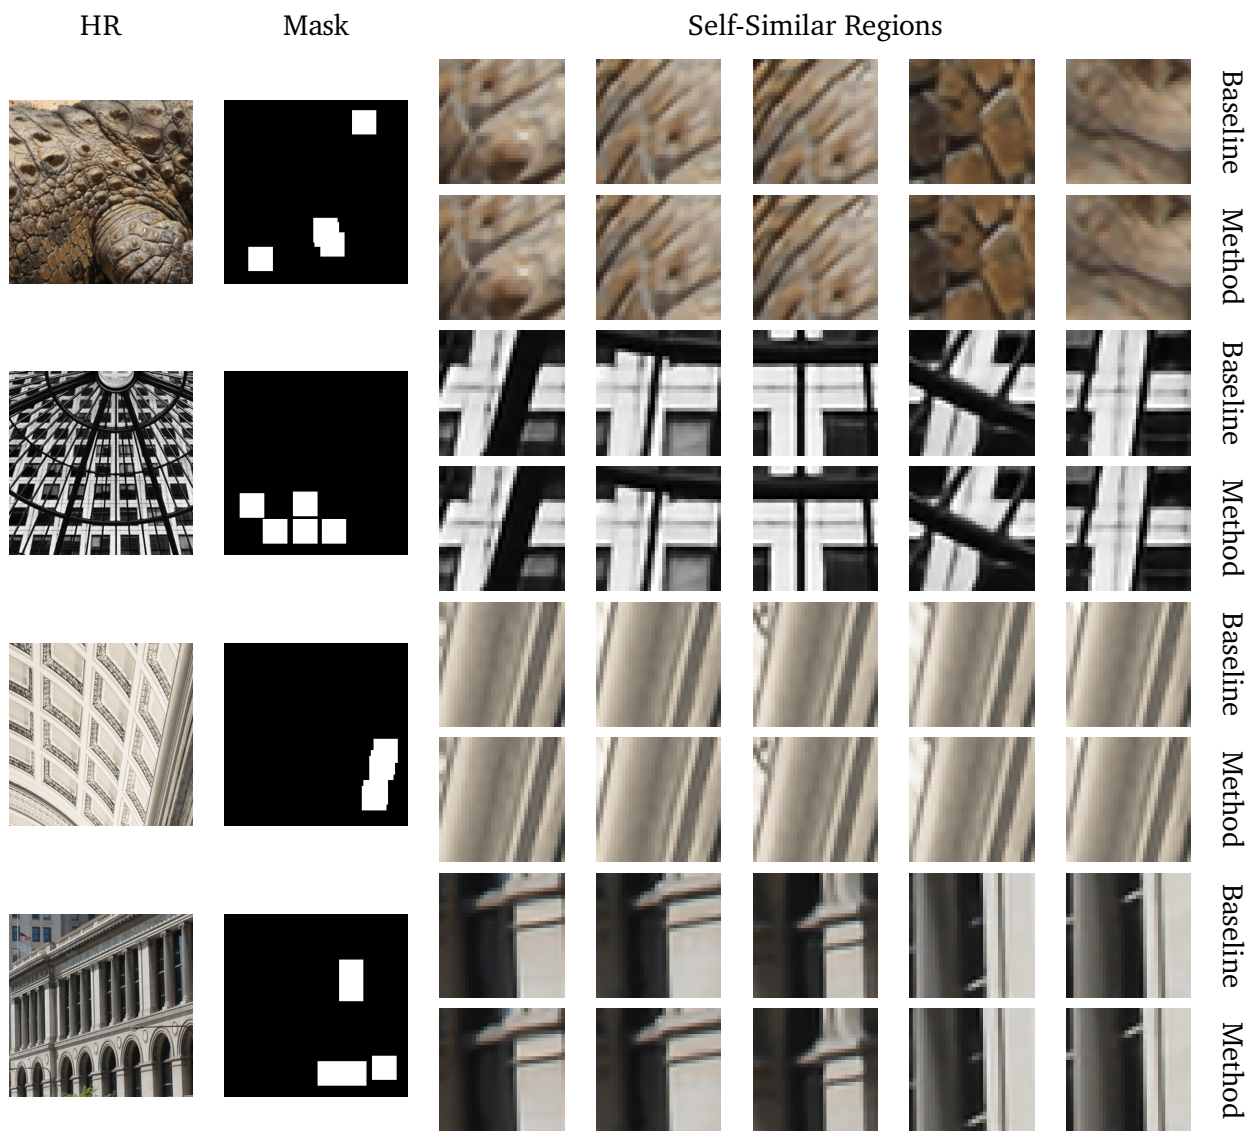 HR Mask Self-Similar Regions
Baseline
Method
Baseline
Method
Baseline
Method
Baseline
Method